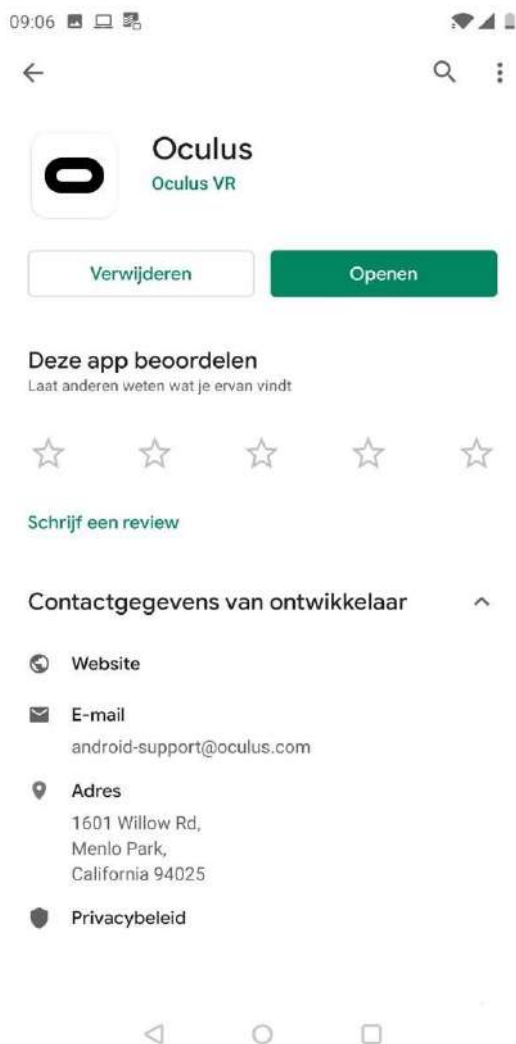 09:06
Oculus
Oculus VR
Verwijderen
Openen
Deze app beoordelen
Laat anderen weten wat je ervan vindt
Schrijf een review
Contactgegevens van ontwikkelaar
Website
E-mail
android-support@oculus.com
Adres
1601 Willow Rd,
Menlo Park,
California 94025
Privacybeleid